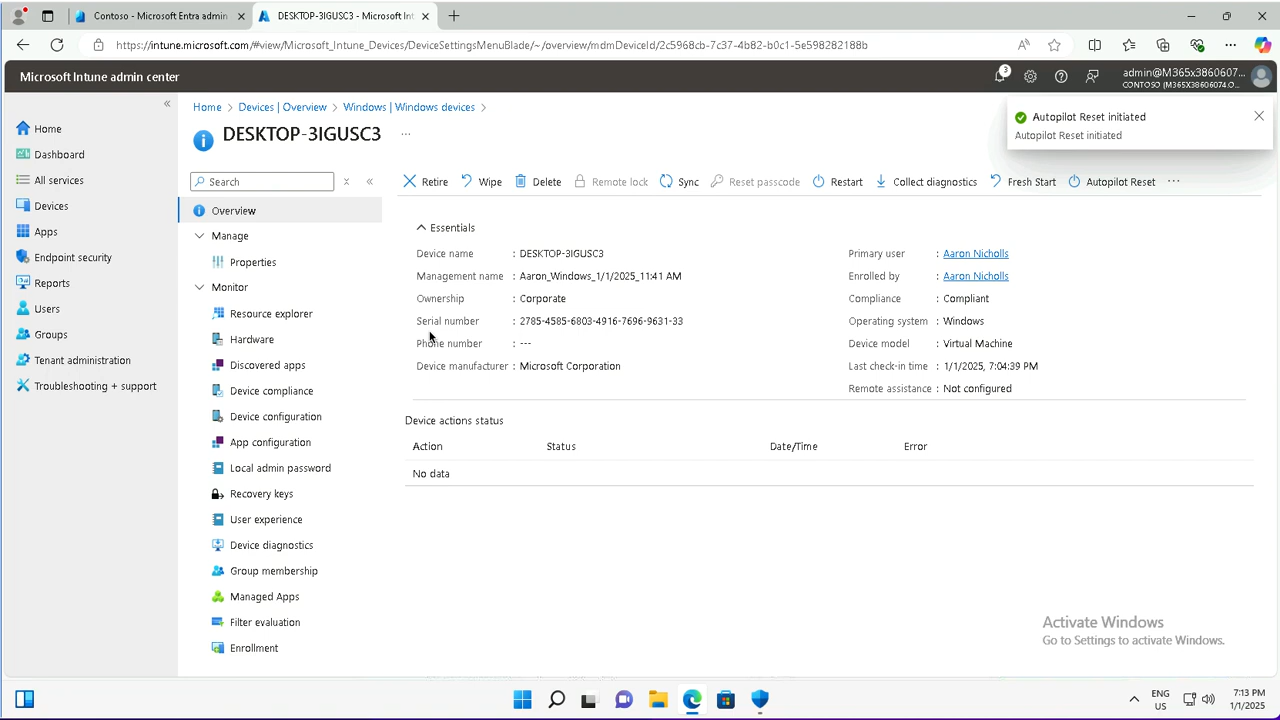 Contoso - Microsoft Entra admin
DESKTOP-3IGUSC3 - Microsoft Int
https://intune.microsoft.com/#view/Microsoft_Intune_Devices/DeviceSettingsMenuBlade/~/overview/mdmDeviceId/2c5968cb-7c37-4b82-b0c1-5e598282188b
Microsoft Intune admin center
3
admin@M365x3860607...
CONTOSO (M365X38606074.O...
Home
Dashboard
All services
Devices
Apps
Endpoint security
Reports
Users
Groups
Tenant administration
Troubleshooting + support
Home > Devices | Overview > Windows | Windows devices >
DESKTOP-3IGUSC3 ...
Autopilot Reset initiated
Autopilot Reset initiated
Search
Overview
Manage
Properties
Monitor
Resource explorer
Hardware
Discovered apps
Device compliance
Device configuration
App configuration
Local admin password
Recovery keys
User experience
Device diagnostics
Group membership
Managed Apps
Filter evaluation
Enrollment
Retire Wipe Delete Remote lock Sync Reset passcode Restart Collect diagnostics Fresh Start Autopilot Reset ...
Essentials
Device name : DESKTOP-3IGUSC3
Management name : Aaron_Windows_1/1/2025_11:41 AM
Ownership : Corporate
Serial number : 2785-4585-6803-4916-7696-9631-33
Phone number : ---
Device manufacturer : Microsoft Corporation
Primary user : Aaron Nicholls
Enrolled by : Aaron Nicholls
Compliance : Compliant
Operating system : Windows
Device model : Virtual Machine
Last check-in time : 1/1/2025, 7:04:39 PM
Remote assistance : Not configured
Device actions status
Action Status Date/Time Error
No data
Activate Windows
Go to Settings to activate Windows.
ENG
US
7:13 PM
1/1/2025